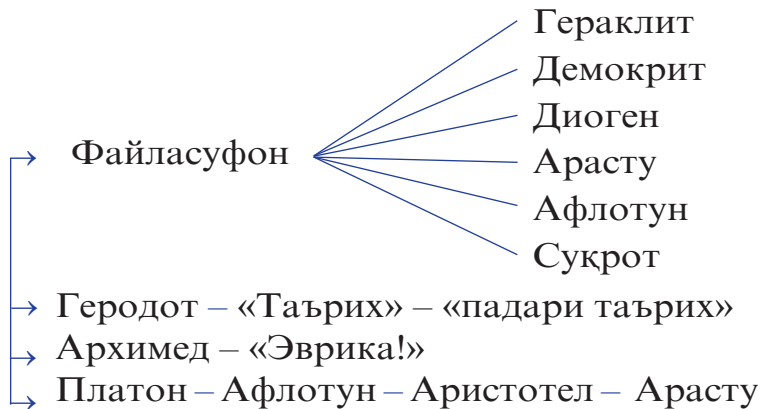 Гераклит
Демокрит
Диоген
Файласуфон
Арасту
Афлотун
Суқрот
Геродот – «Таърих» – «падари таърих»
Архимед – «Эврика!»
Платон – Афлотун – Аристотел – Арасту